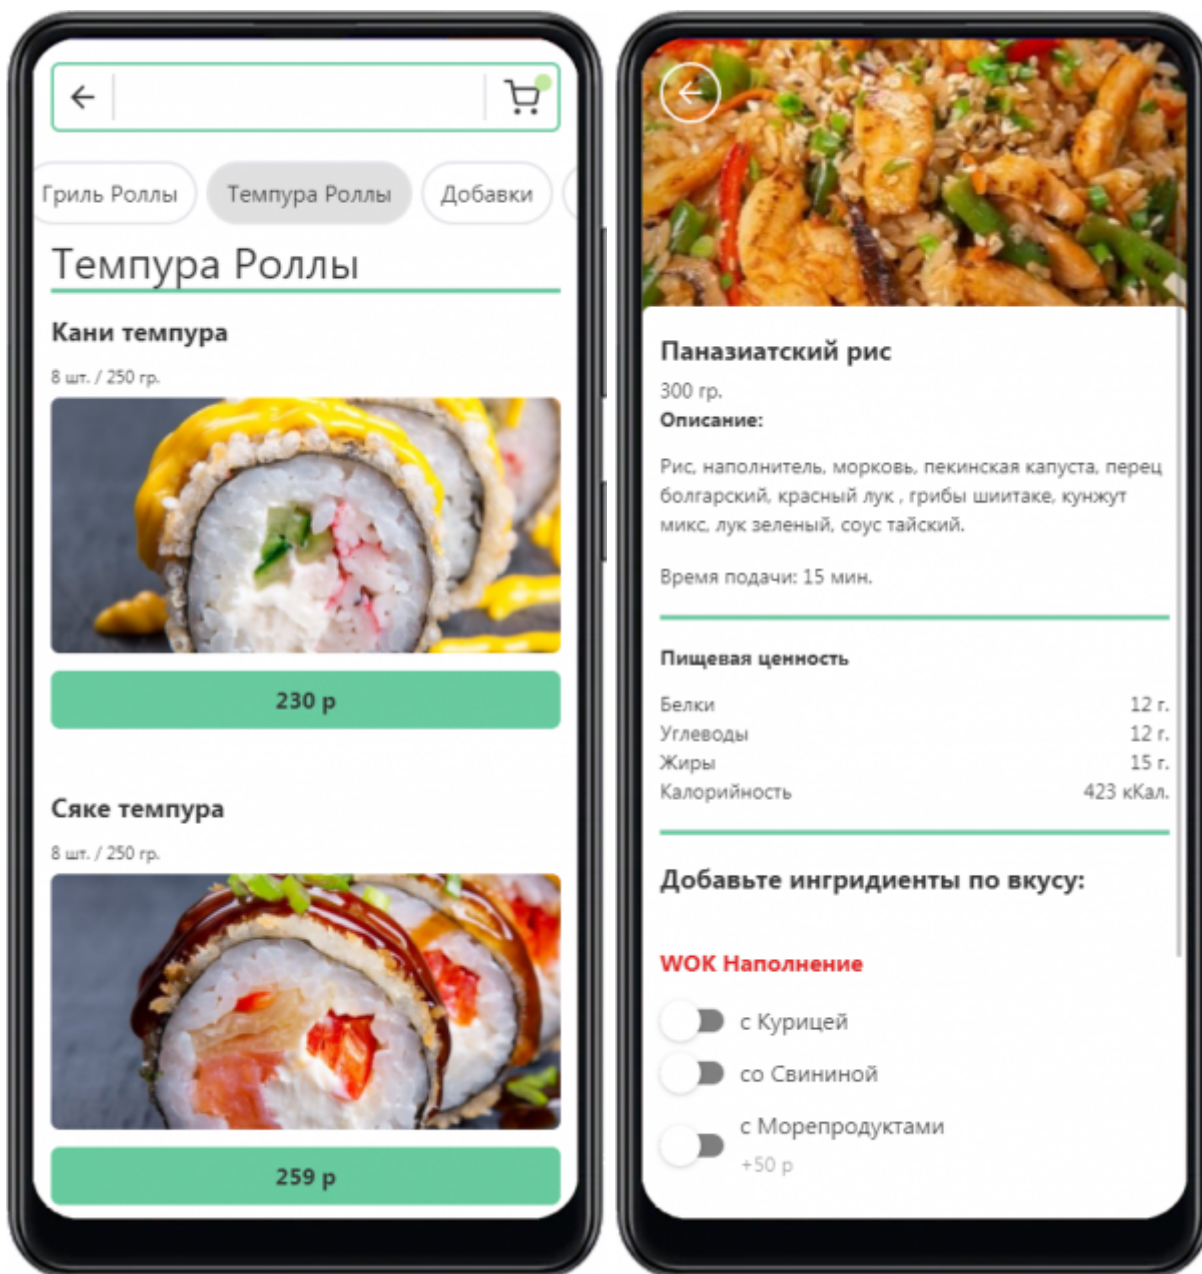 Гриль Роллы
Темпура Роллы
Добавки
Темпура Роллы
Кани темпура
8 шт. / 250 гр.
230 р
Сяке темпура
8 шт. / 250 гр.
259 р
Паназиатский рис
300 гр.
Описание:
Рис, наполнитель, морковь, пекинская капуста, перец
болгарский, красный лук , грибы шиитаке, кунжут
микс, лук зеленый, соус тайский.
Время подачи: 15 мин.
Пищевая ценность
Белки 12 г.
Углеводы 12 г.
Жиры 15 г.
Калорийность 423 кКал.
Добавьте ингридиенты по вкусу:
WOK Наполнение
с Курицей
со Свининой
с Морепродуктами
+50 р